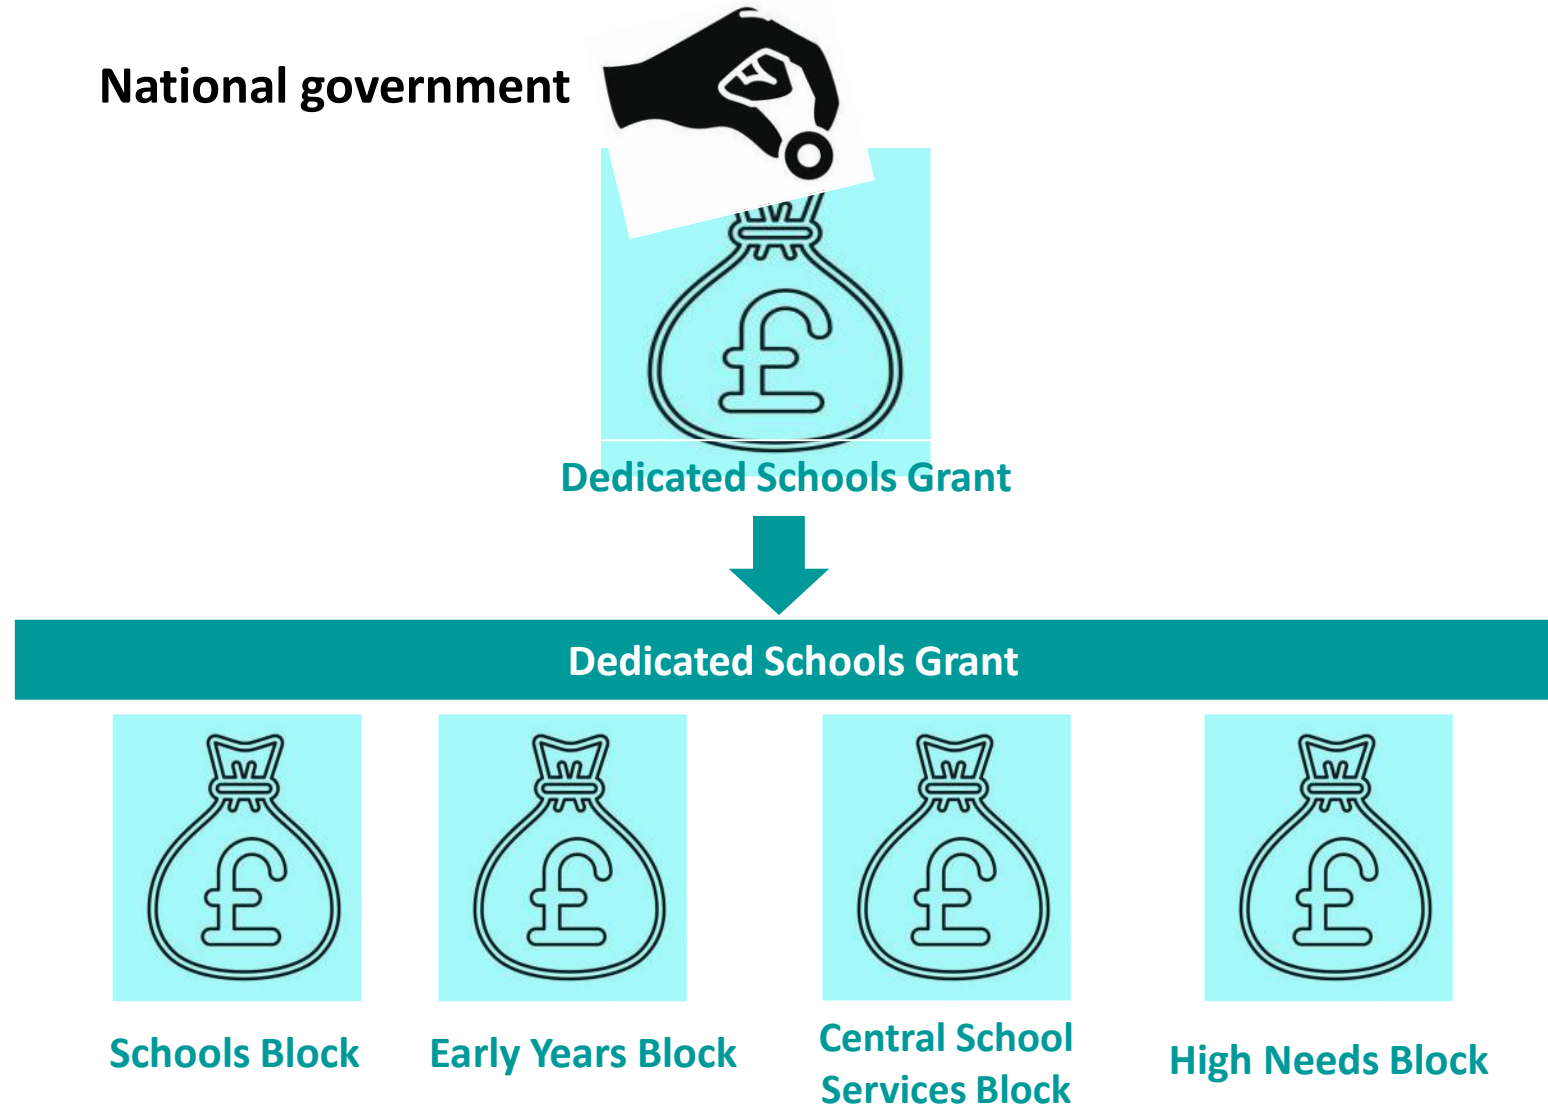 National government
£
Dedicated Schools Grant
Dedicated Schools Grant
£ £ £ £
Schools Block
Early Years Block
Central School
Services Block
High Needs Block